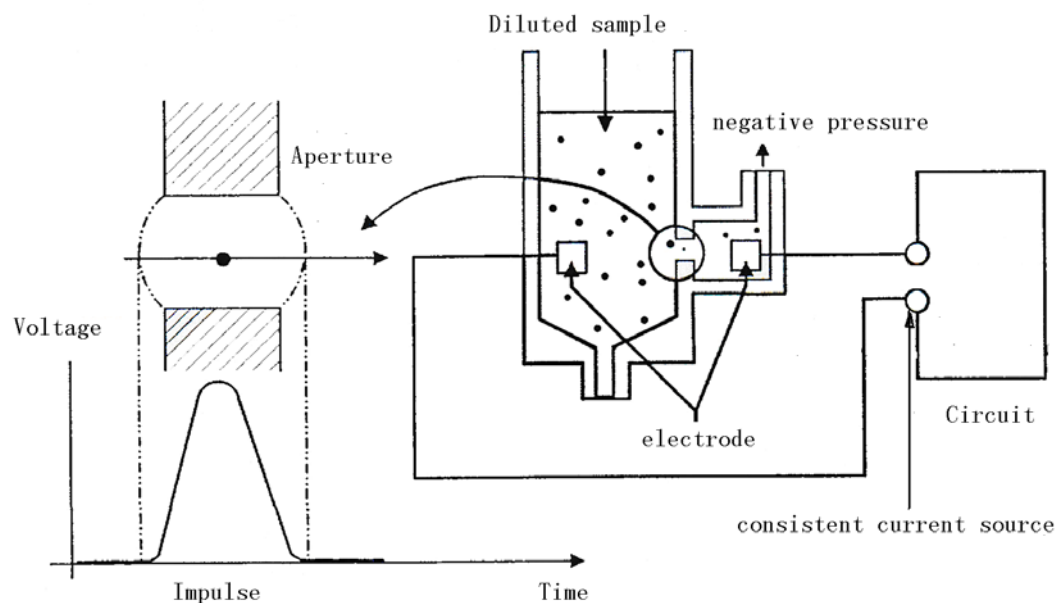 Diluted sample
negative pressure
Aperture
Voltage
electrode
Circuit
consistent current source
Impulse
Time